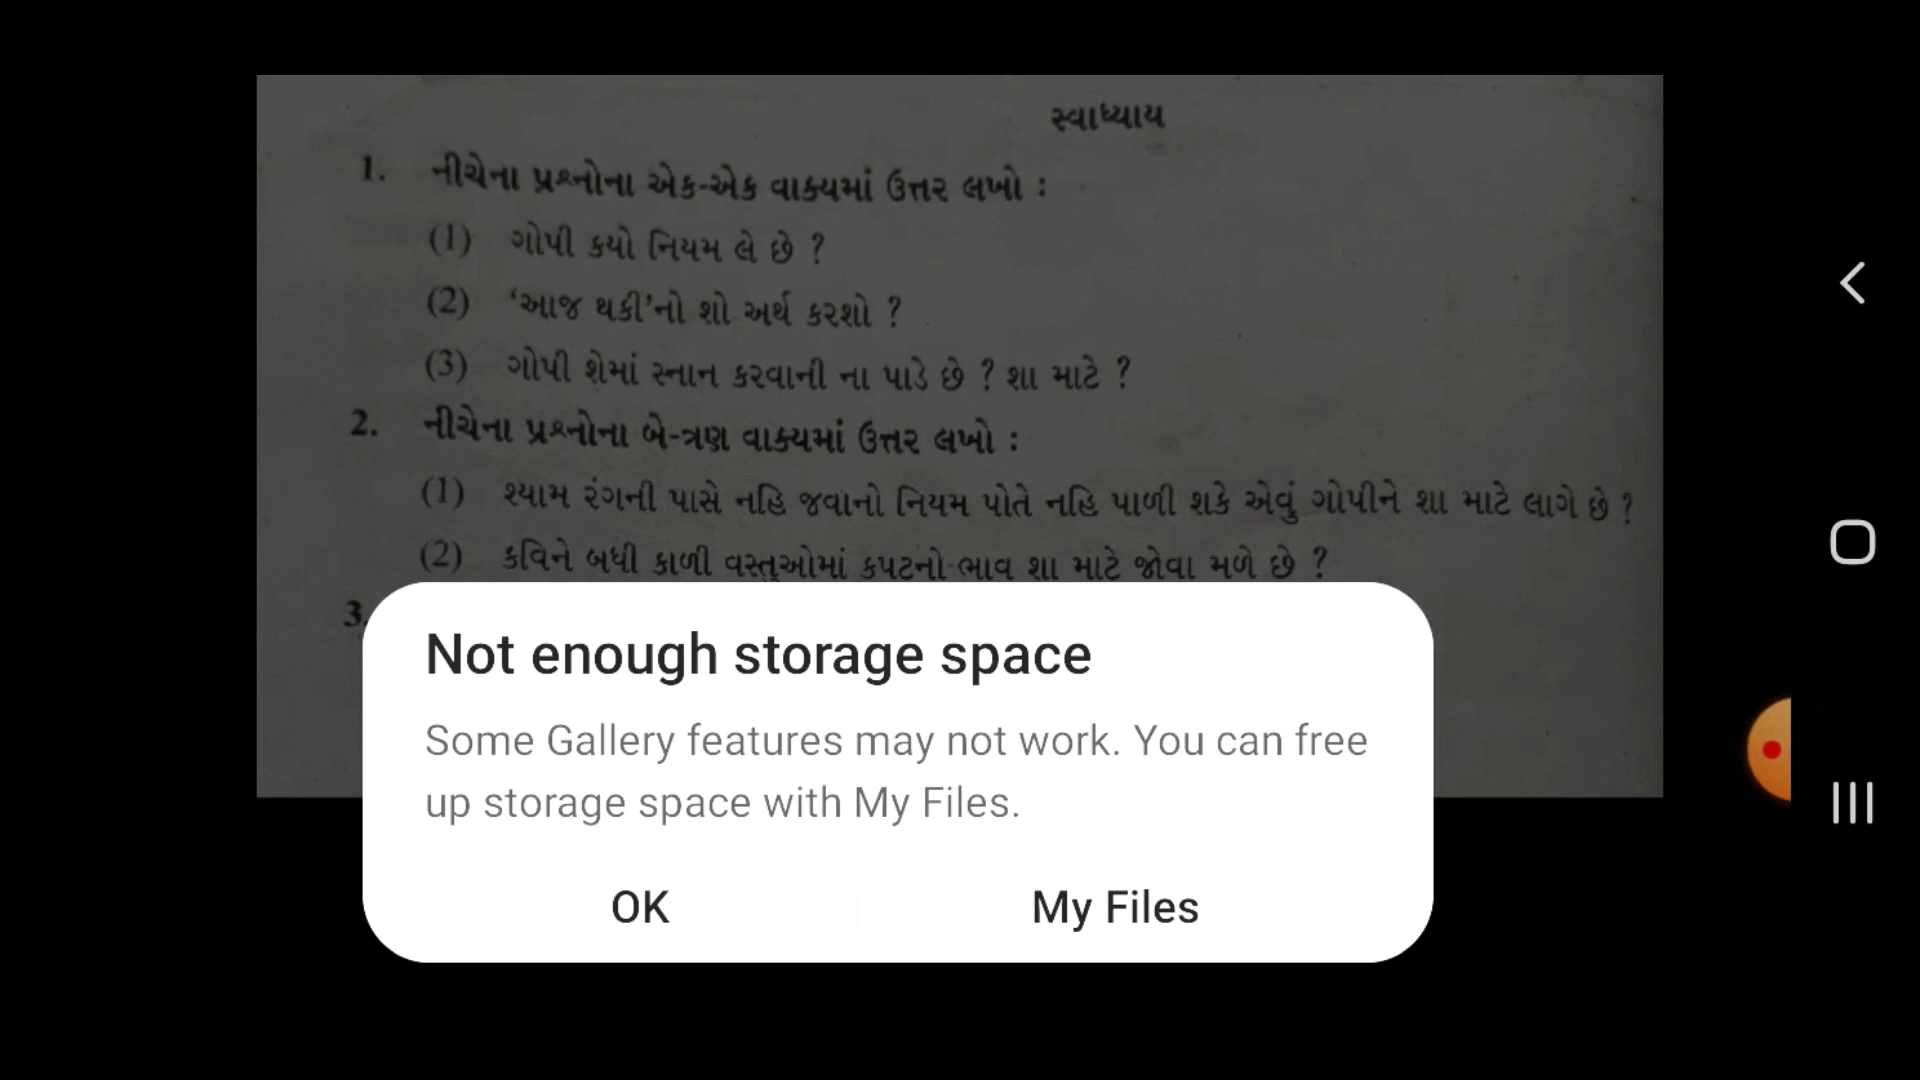 સ્વાધ્યાય
1. નીચેના પ્રશ્નોના એક-એક વાક્યમાં ઉત્તર લખો :
(1) ગોપી કયો નિયમ લે છે ?
(2) ‘આજ થકી’નો શો અર્થ કરશો ?
(3) ગોપી શેમાં સ્નાન કરવાની ના પાડે છે ? શા માટે ?
2. નીચેના પ્રશ્નોના બે-ત્રણ વાક્યમાં ઉત્તર લખો :
(1) શ્યામ રંગની પાસે નહિ જવાનો નિયમ પોતે નહિ પાળી શકે એવું ગોપીને શા માટે લાગે છે ?
(2) કવિને બધી કાળી વસ્તુઓમાં કપટનો ભાવ શા માટે જોવા મળે છે ?
3.
Not enough storage space
Some Gallery features may not work. You can free
up storage space with My Files.
OK My Files